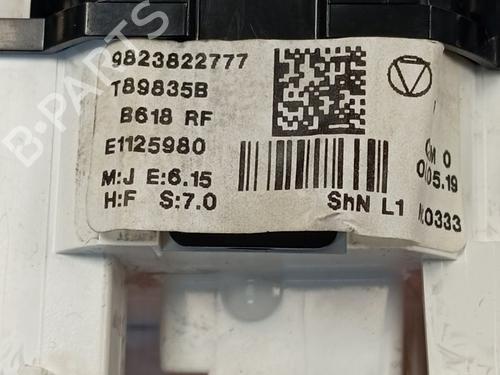 9823822777
T89835B
B618 RF
E1125980
M:J E:6.15
H:F S:7.0
ShN L1
B-PARTS